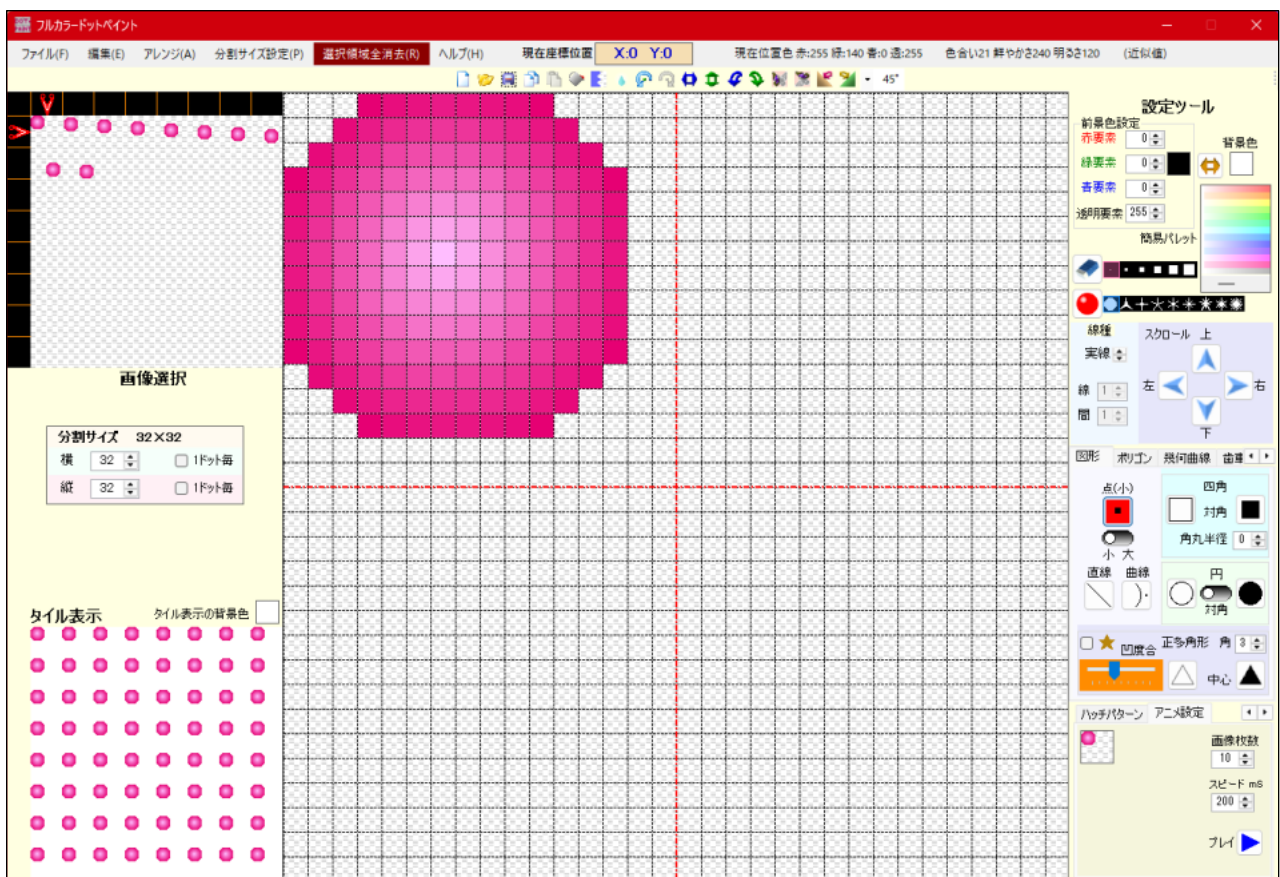 フルカラードットペイント
ファイル(F) 編集(E) アレンジ(A) 分割サイズ設定(P) 選択領域全消去(R) ヘルプ(H) 現在座標位置 X:0 Y:0 現在位置色 赤:255 緑:140 青:0 透:255 色合い21 鮮やかさ240 明るさ120 (近似値)
45°
設定ツール
前景色設定
赤要素 0
背景色
緑要素 0
青要素 0
透明要素 255
簡易パレット
線種
スクロール 上
実線
左 右
線 1
間 1
下
画像選択
分割サイズ 32×32
横 32 1ドット毎
縦 32 1ドット毎
図形 ポリゴン 幾何曲線
点(小)
四角
対角
角丸半径 0
小 大
直線 曲線
円
対角
凹度合
正多角形 角 3
中心
タイル表示 タイル表示の背景色
ハッチパターン アニメ設定
画像枚数
10
スピード mS
200
プレイ